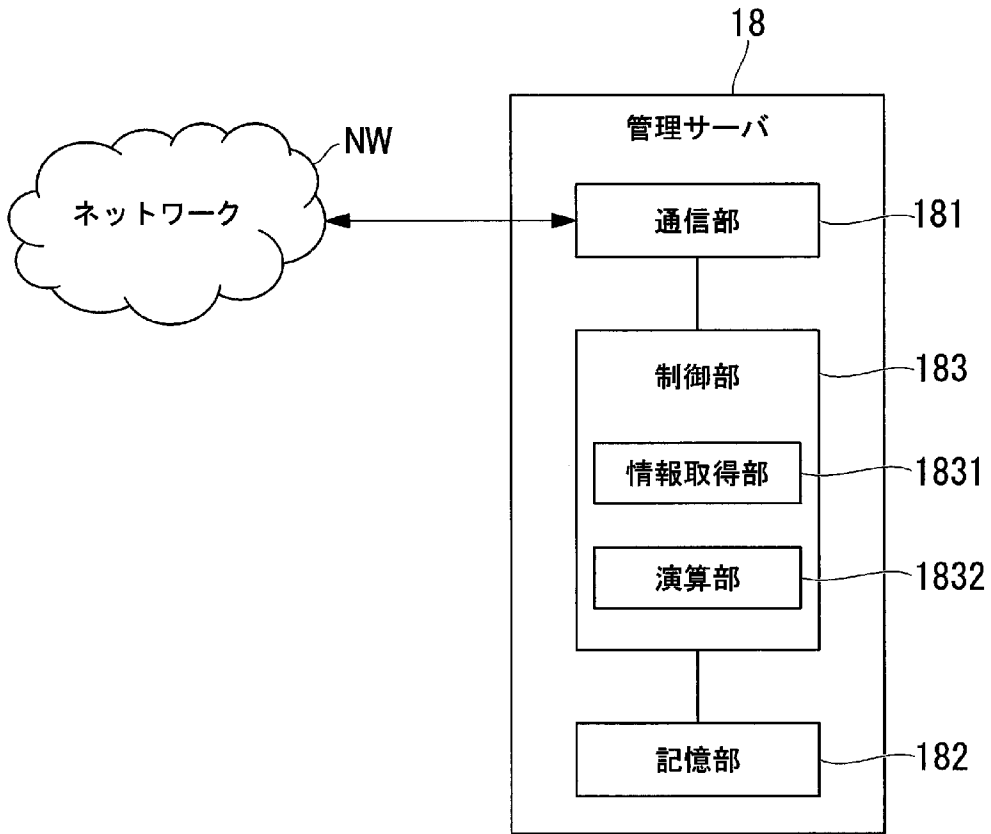 18
管理サーバ
NW
ネットワーク
通信部
181
制御部
183
情報取得部
1831
演算部
1832
記憶部
182